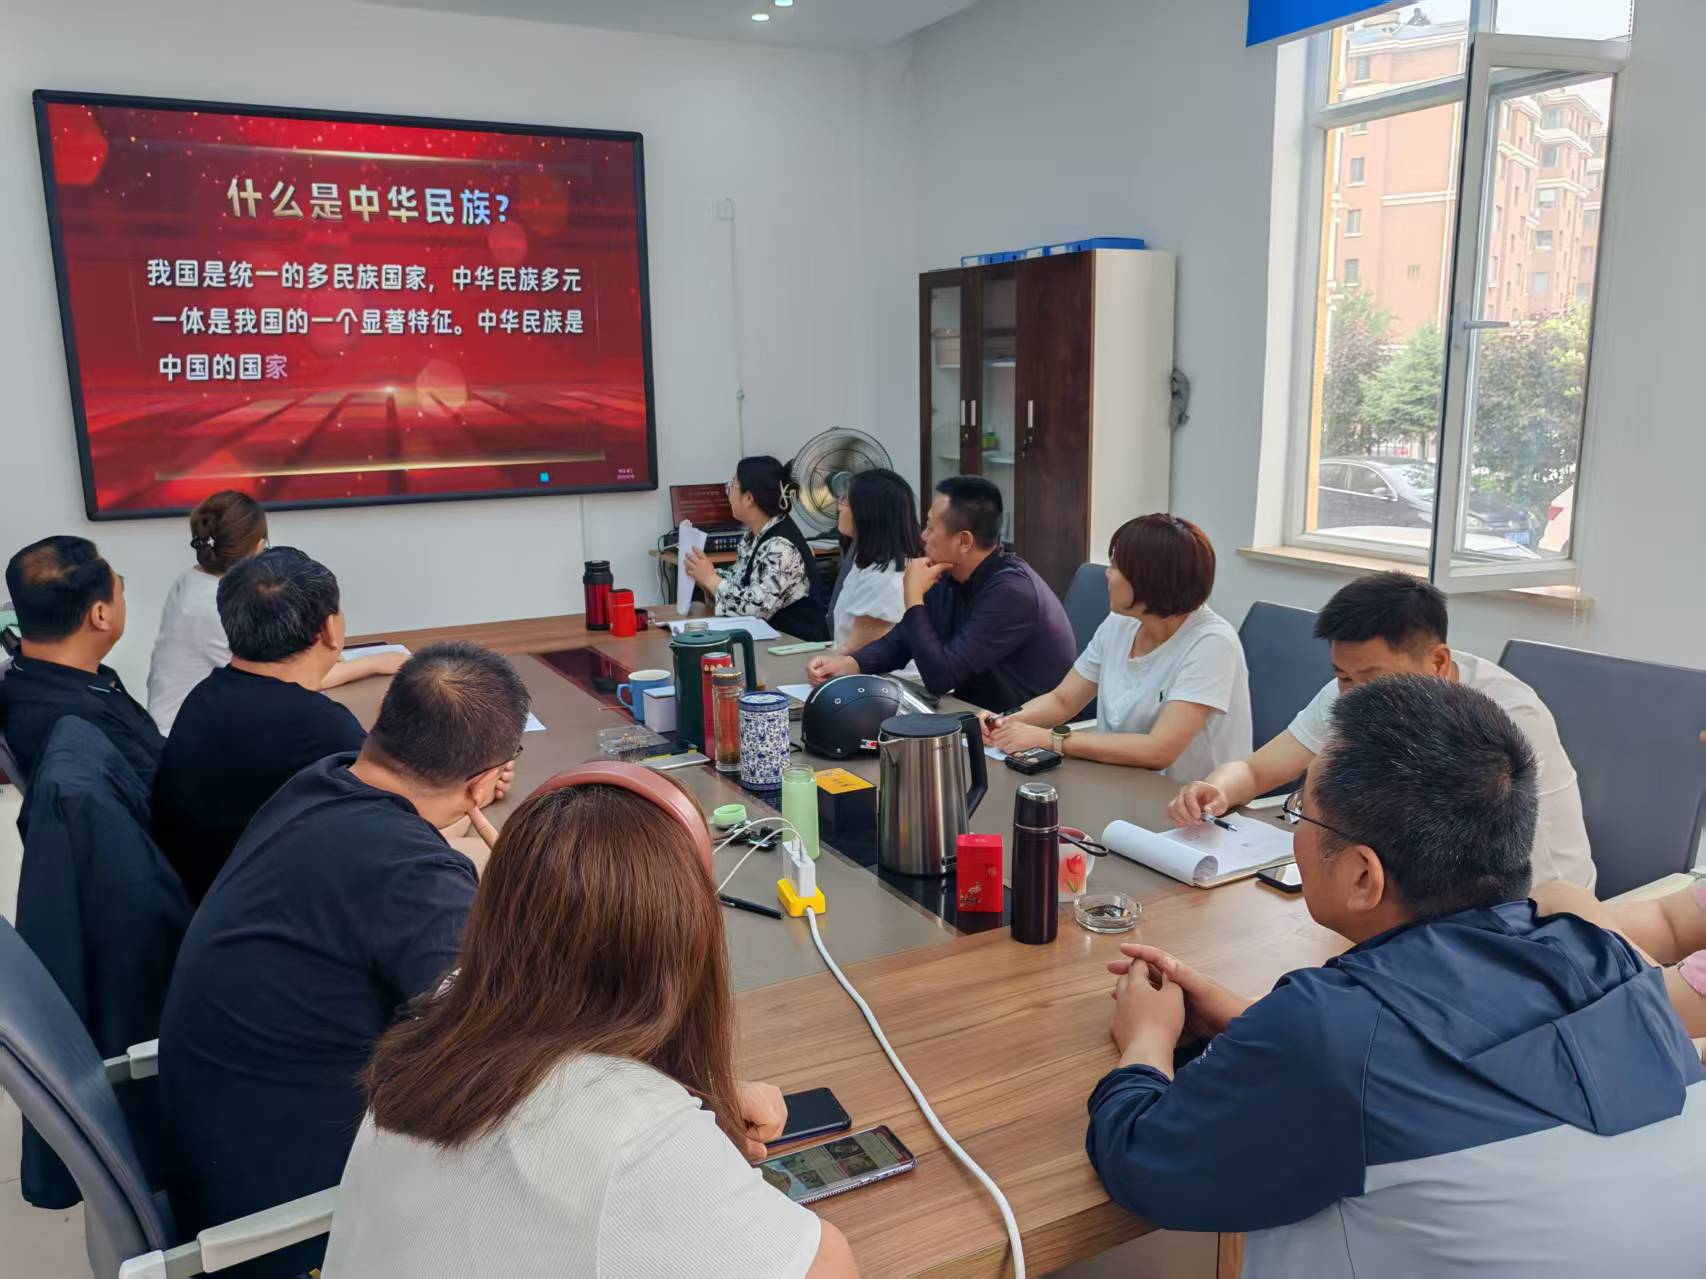 什么是中华民族?
我国是统一的多民族国家，中华民族多元
一体是我国的一个显著特征。中华民族是
中国的国家